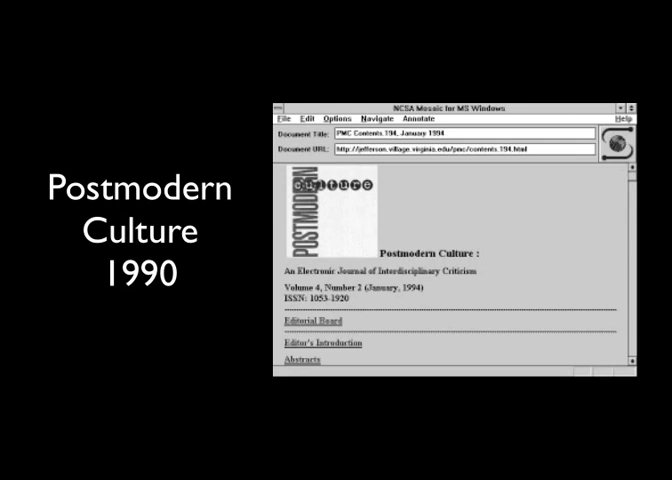 Postmodern
Culture
1990
NCSA Mosaic for MS Windows
File Edit Options Navigate Annotate Help
Document Title: PMC Contents.194, January 1994
Document URL: http://jefferson.village.virginia.edu/pmc/contents.194.html
POSTMODERN
culture
Postmodern Culture :
An Electronic Journal of Interdisciplinary Criticism
Volume 4, Number 2 (January, 1994)
ISSN: 1053-1920
Editorial Board
Editor's Introduction
Abstracts